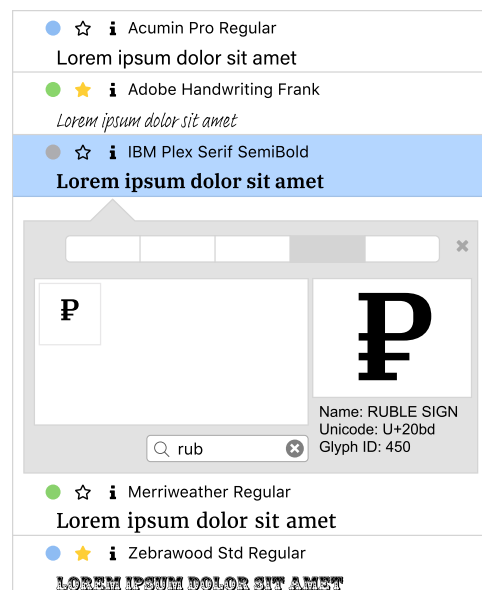 Acumin Pro Regular
Lorem ipsum dolor sit amet
Adobe Handwriting Frank
Lorem ipsum dolor sit amet
IBM Plex Serif SemiBold
Lorem ipsum dolor sit amet
₽
₽
Name: RUBLE SIGN
Unicode: U+20bd
Glyph ID: 450
rub
Merriweather Regular
Lorem ipsum dolor sit amet
Zebrawood Std Regular
LOREM IPSUM DOLOR SIT AMET